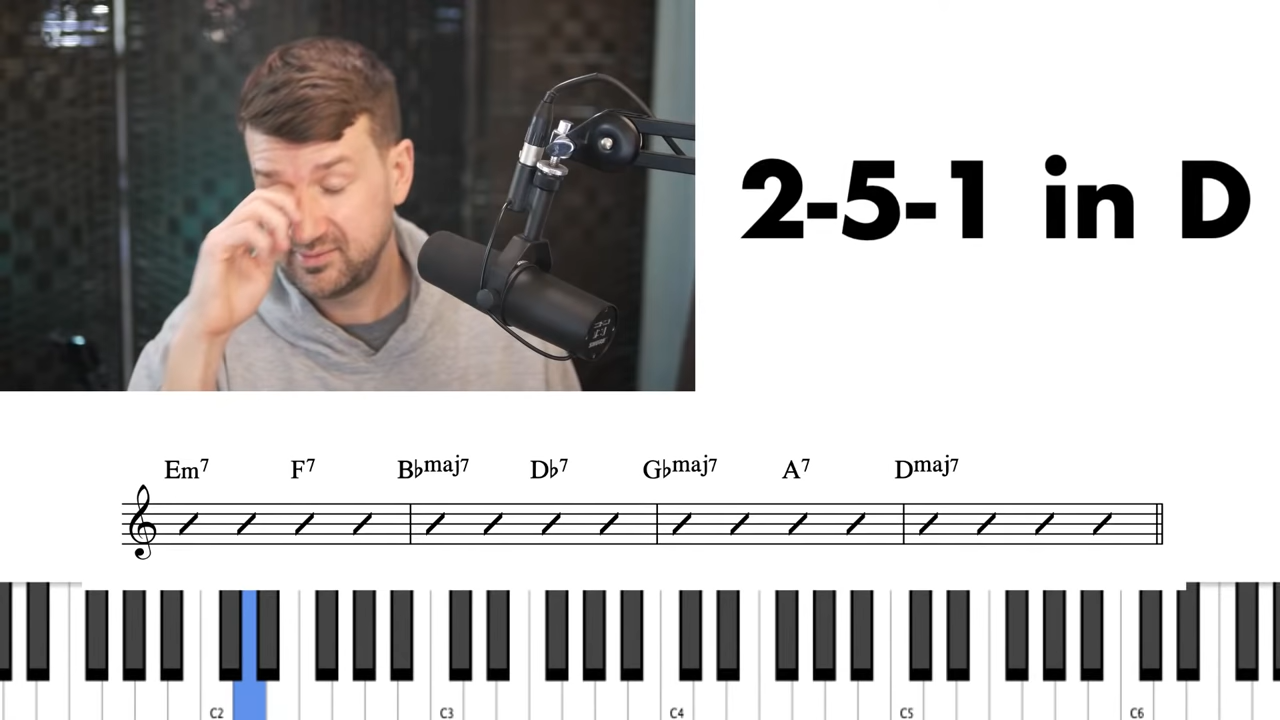 2-5-1 in D
Em7 F7 B♭maj7 D♭7 G♭maj7 A7 Dmaj7
C2 C3 C4 C5 C6